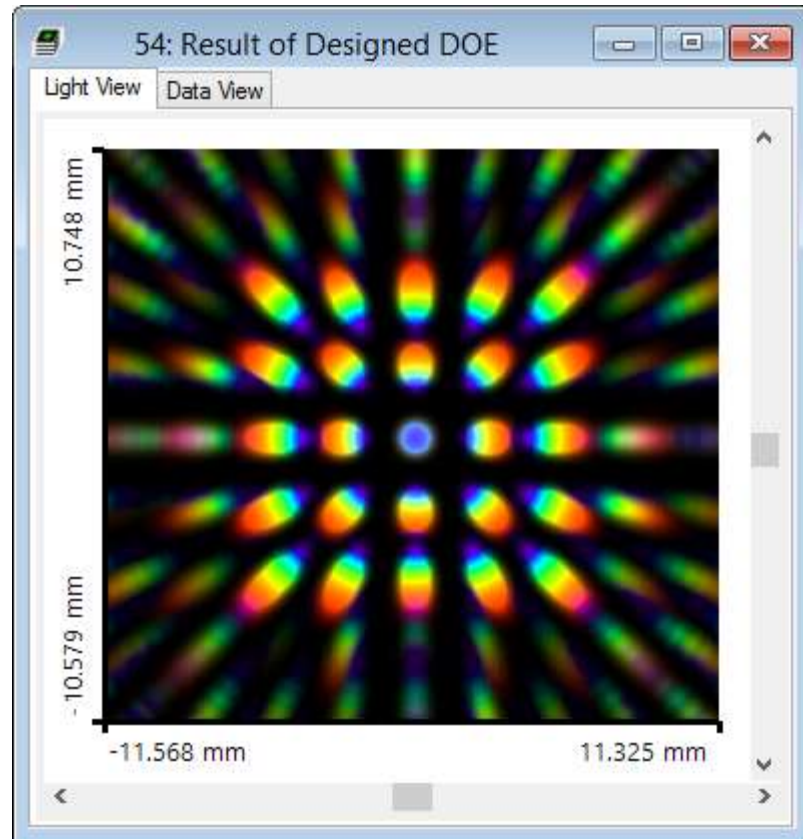 54: Result of Designed DOE
Light View
Data View
10.748 mm
-10.579 mm
-11.568 mm
11.325 mm